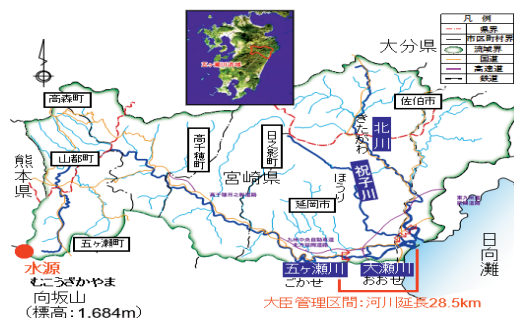 凡 例
県界
市区町村界
流域界
国道
高速道
鉄道
大分県
高森町
佐伯市
きたがわ
北川
山都町
高千穂町
日之影町
熊本県
宮崎県
ほうり
祝子川
延岡市
五ヶ瀬町
日向灘
水源
むこうざかやま
向坂山
(標高:1,684m)
五ヶ瀬川
ごかせ
大瀬川
おおせ
大臣管理区間:河川延長28.5km